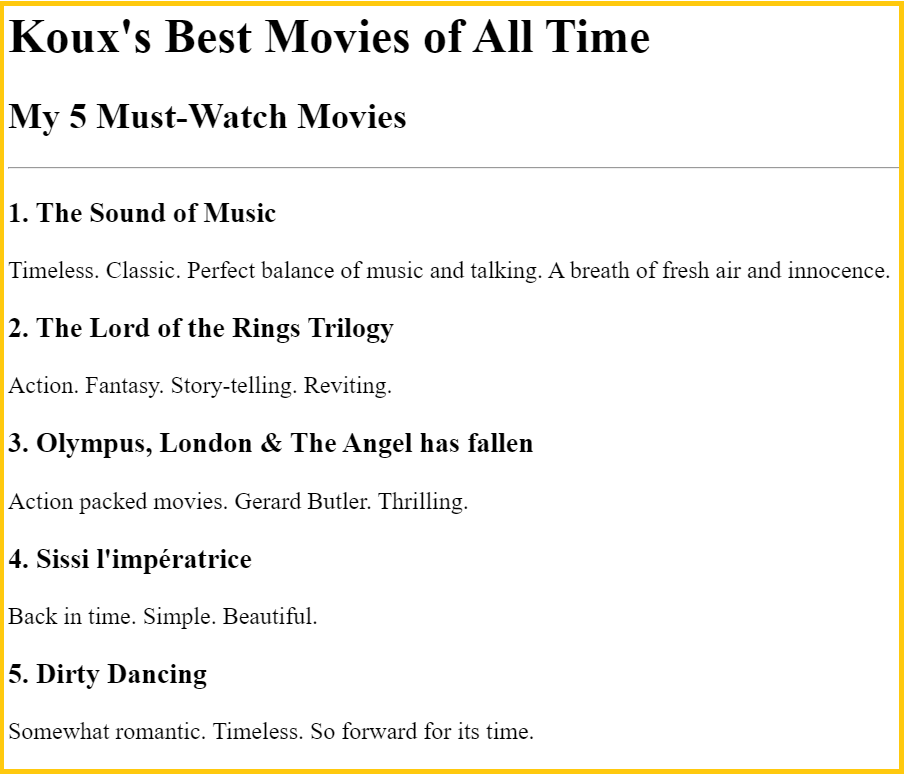 Koux's Best Movies of All Time
My 5 Must-Watch Movies
1. The Sound of Music
Timeless. Classic. Perfect balance of music and talking. A breath of fresh air and innocence.
2. The Lord of the Rings Trilogy
Action. Fantasy. Story-telling. Reviting.
3. Olympus, London & The Angel has fallen
Action packed movies. Gerard Butler. Thrilling.
4. Sissi l'impératrice
Back in time. Simple. Beautiful.
5. Dirty Dancing
Somewhat romantic. Timeless. So forward for its time.